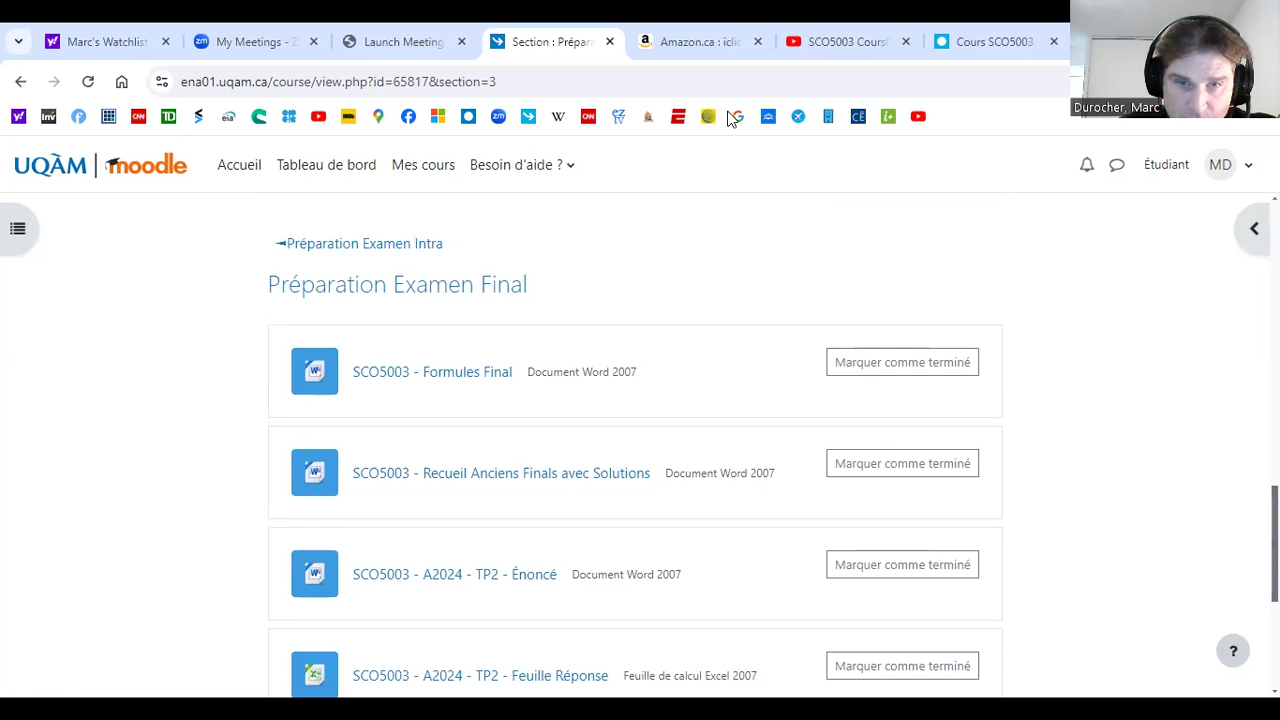 Marc's Watchlist
My Meetings - Z
Launch Meeting
Section : Prépara
Amazon.ca : iclic
SCO5003 CoursC
Cours SCO5003
ena01.uqam.ca/course/view.php?id=65817&section=3
Durocher, Marc
UQÀM | moodle
Accueil
Tableau de bord
Mes cours
Besoin d'aide ?
Étudiant
MD
◄Préparation Examen Intra
Préparation Examen Final
SCO5003 - Formules Final Document Word 2007
Marquer comme terminé
SCO5003 - Recueil Anciens Finals avec Solutions Document Word 2007
Marquer comme terminé
SCO5003 - A2024 - TP2 - Énoncé Document Word 2007
Marquer comme terminé
SCO5003 - A2024 - TP2 - Feuille Réponse Feuille de calcul Excel 2007
Marquer comme terminé
?